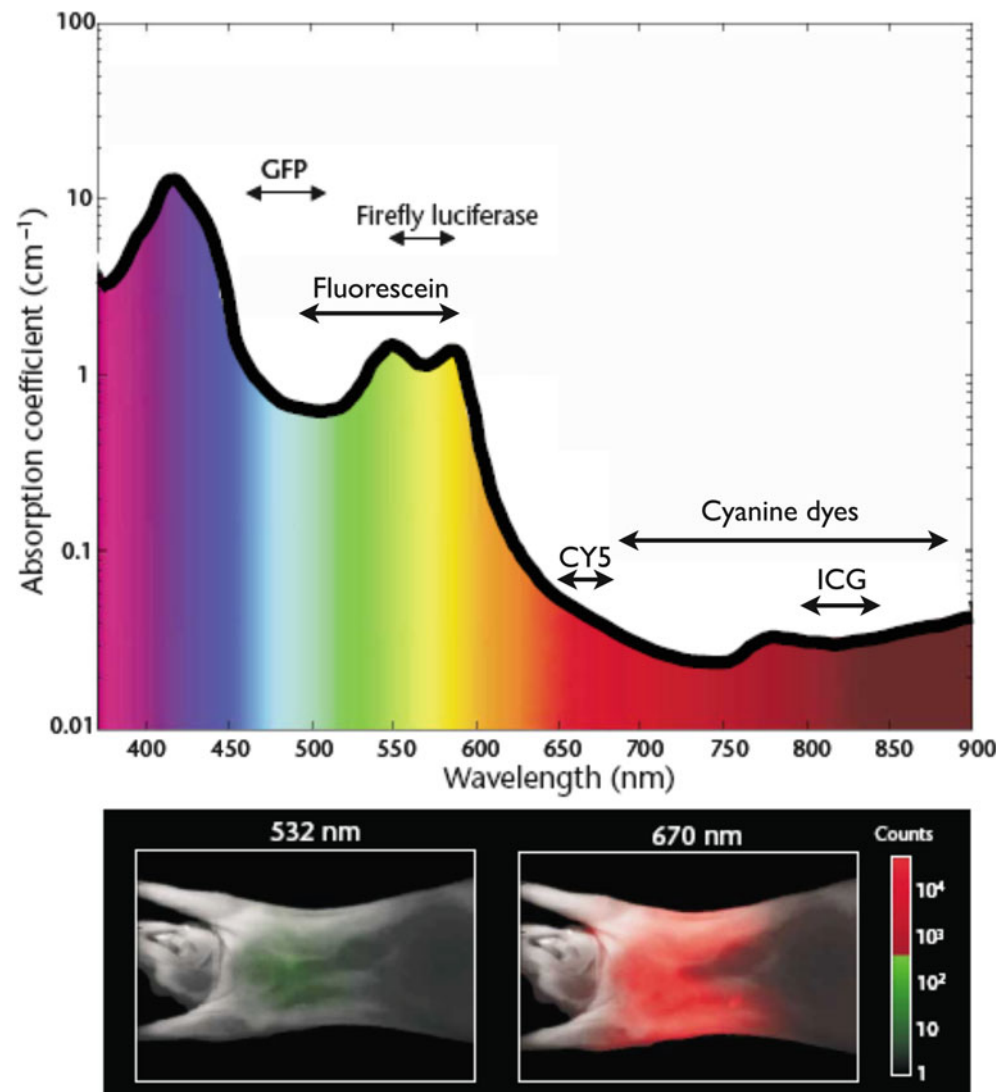 100
10
1
0.1
0.01
Absorption coefficient (cm⁻¹)
GFP
Firefly luciferase
Fluorescein
Cyanine dyes
CY5
ICG
400 450 500 550 600 650 700 750 800 850 900
Wavelength (nm)
532 nm
670 nm
Counts
10⁴
10³
10²
10
1